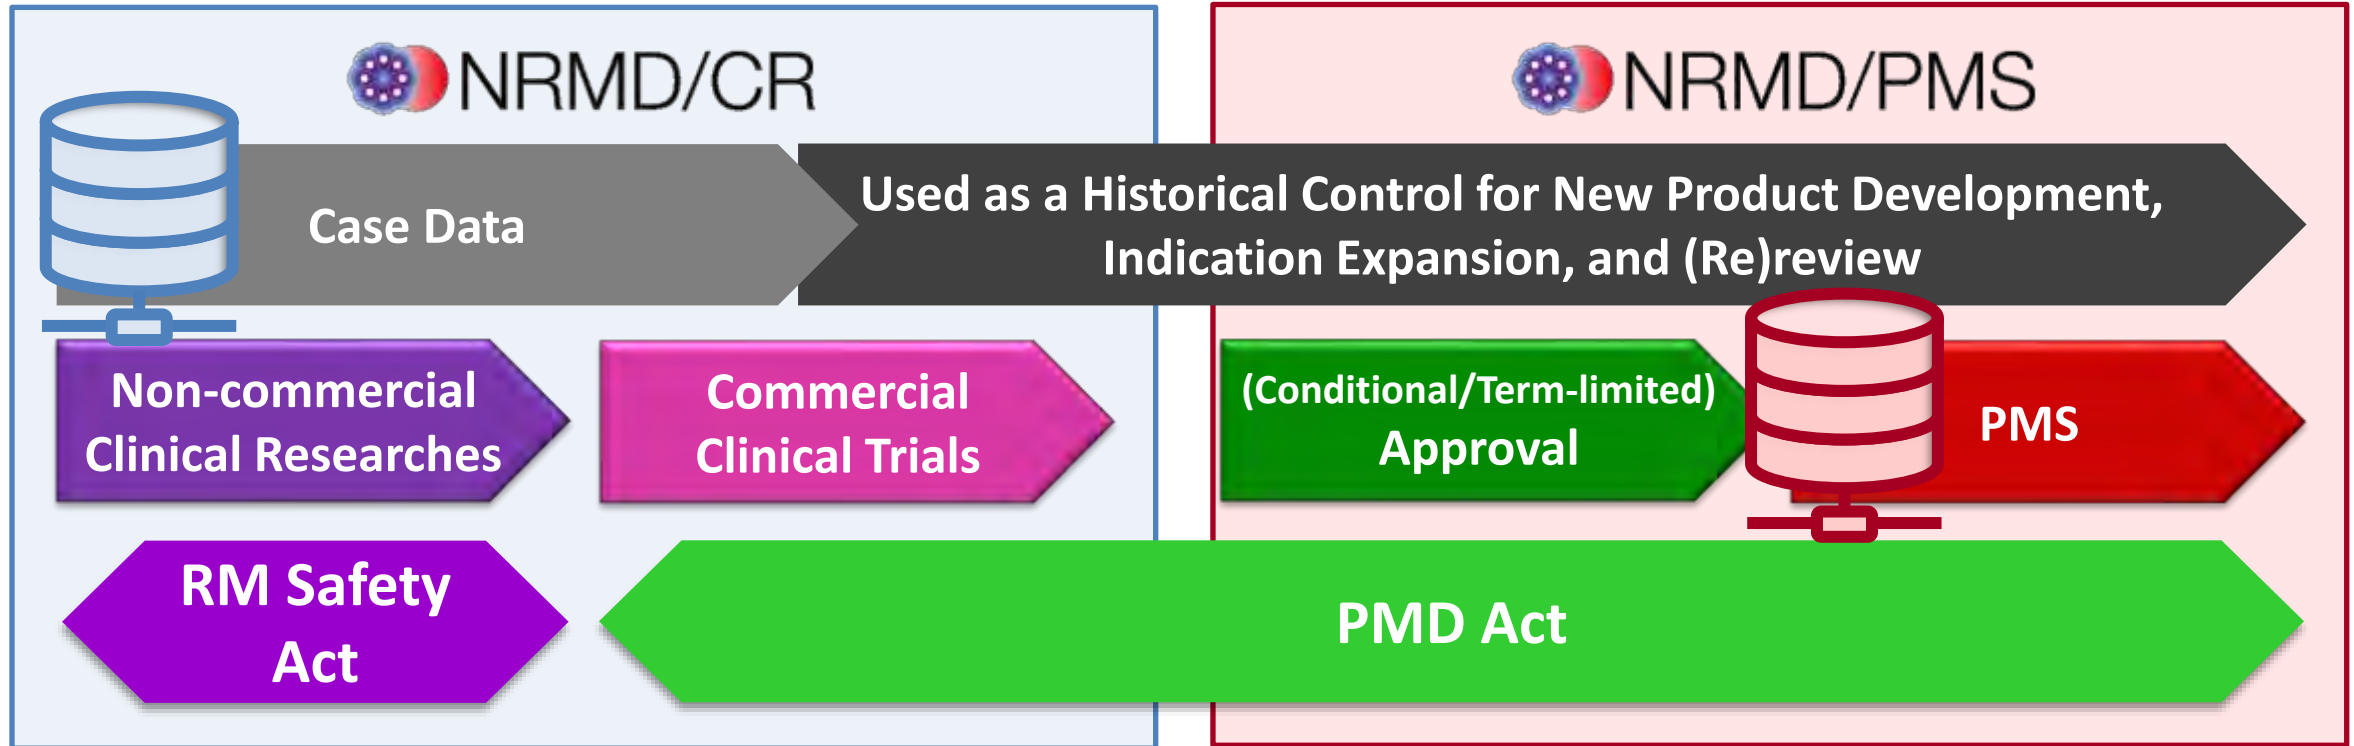 NRMD/CR
NRMD/PMS
Case Data
Used as a Historical Control for New Product Development,
Indication Expansion, and (Re)review
Non-commercial
Clinical Researches
Commercial
Clinical Trials
(Conditional/Term-limited)
Approval
PMS
RM Safety
Act
PMD Act